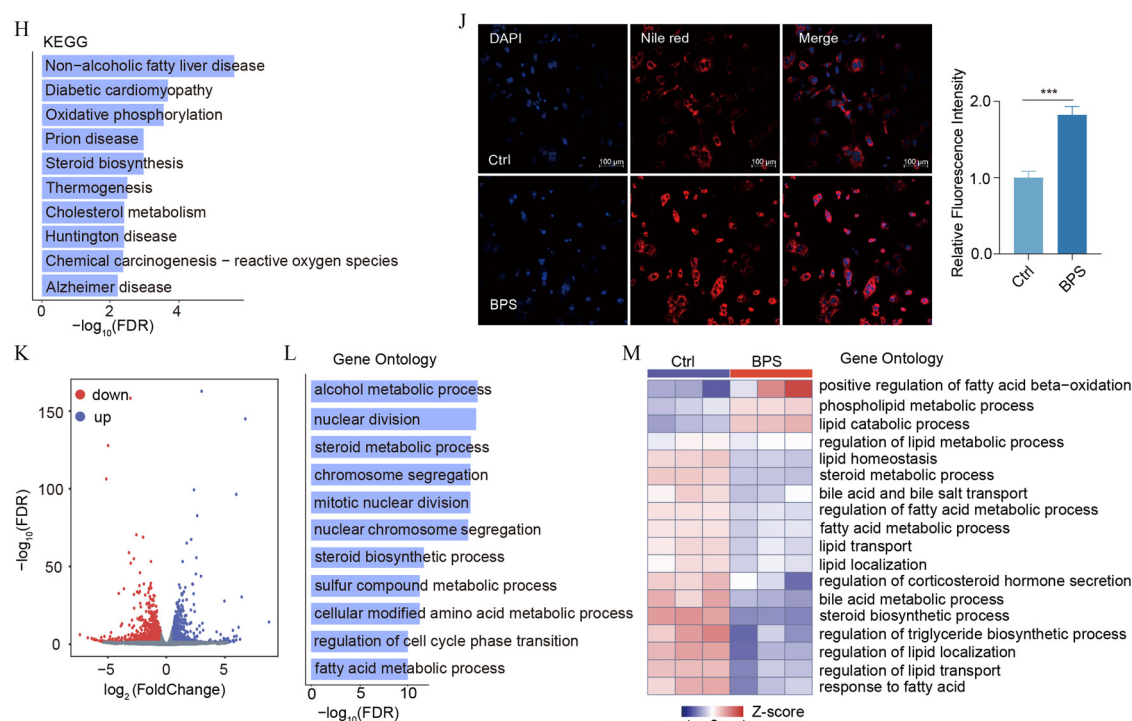 H
KEGG
Non-alcoholic fatty liver disease
Diabetic cardiomyopathy
Oxidative phosphorylation
Prion disease
Steroid biosynthesis
Thermogenesis
Cholesterol metabolism
Huntington disease
Chemical carcinogenesis - reactive oxygen species
Alzheimer disease
0 2 4
-log10(FDR)
J
DAPI Nile red Merge
Ctrl 100 μm 100 μm 100 μm
BPS
Relative Fluorescence Intensity
2.0
1.0
0.0
***
Ctrl BPS
K
down
up
-log10(FDR)
150
100
50
0
-5 0 5
log2(FoldChange)
L Gene Ontology
alcohol metabolic process
nuclear division
steroid metabolic process
chromosome segregation
mitotic nuclear division
nuclear chromosome segregation
steroid biosynthetic process
sulfur compound metabolic process
cellular modified amino acid metabolic process
regulation of cell cycle phase transition
fatty acid metabolic process
0 5 10
-log10(FDR)
M Ctrl BPS Gene Ontology
positive regulation of fatty acid beta-oxidation
phospholipid metabolic process
lipid catabolic process
regulation of lipid metabolic process
lipid homeostasis
steroid metabolic process
bile acid and bile salt transport
regulation of fatty acid metabolic process
fatty acid metabolic process
lipid transport
lipid localization
regulation of corticosteroid hormone secretion
bile acid metabolic process
steroid biosynthetic process
regulation of triglyceride biosynthetic process
regulation of lipid localization
regulation of lipid transport
response to fatty acid
Z-score